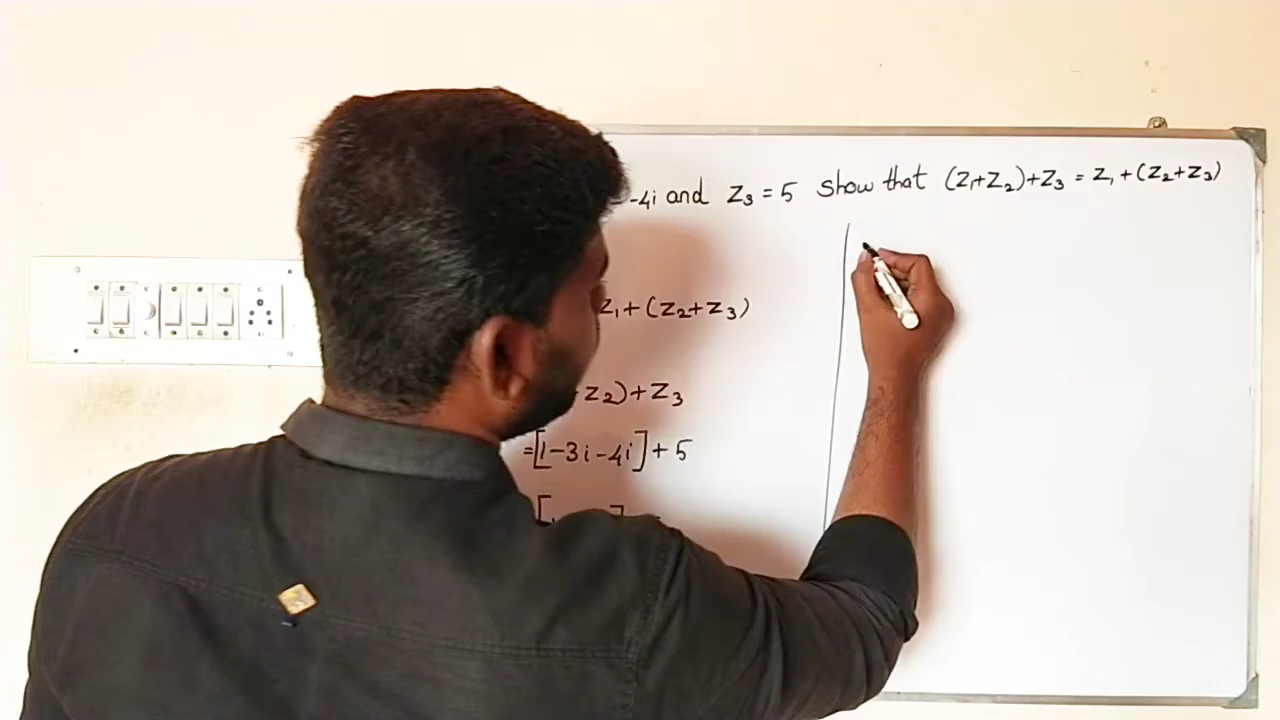 -4i and Z₃ = 5 show that (Z₁+Z₂)+Z₃ = Z₁+(Z₂+Z₃)
Z₁+(Z₂+Z₃)
+Z₂)+Z₃
=[1-3i-4i]+5